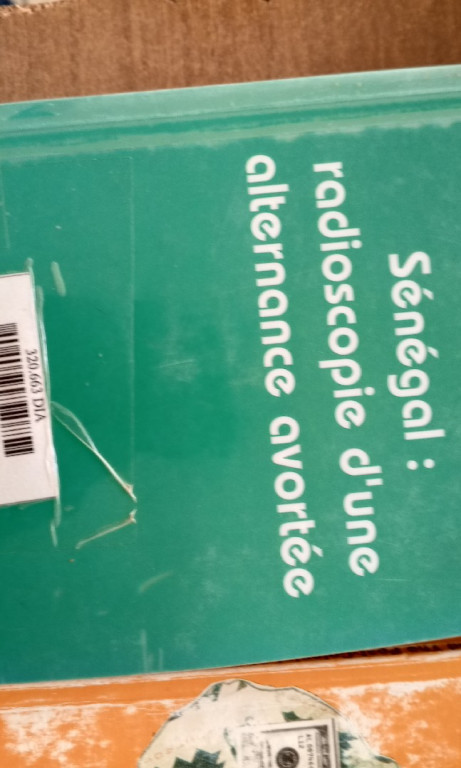 Sénégal :
radioscopie d'une
alternance avortée
320.663 DIA